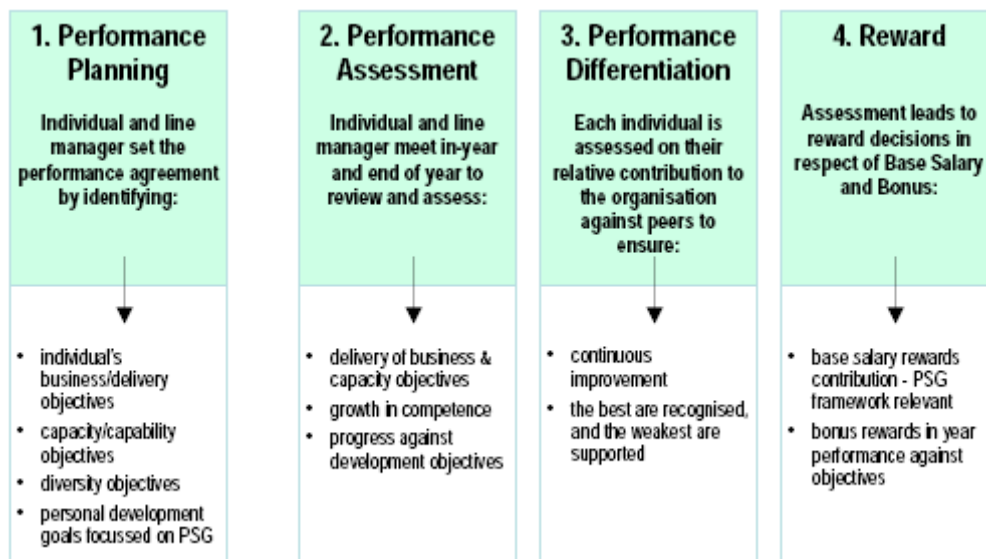 1. Performance
Planning
Individual and line
manager set the
performance agreement
by identifying:
• individual's
business/delivery
objectives
• capacity/capability
objectives
• diversity objectives
• personal development
goals focussed on PSG
2. Performance
Assessment
Individual and line
manager meet in-year
and end of year to
review and assess:
• delivery of business &
capacity objectives
• growth in competence
• progress against
development objectives
3. Performance
Differentiation
Each individual is
assessed on their
relative contribution to
the organisation
against peers to
ensure:
• continuous
improvement
• the best are recognised,
and the weakest are
supported
4. Reward
Assessment leads to
reward decisions in
respect of Base Salary
and Bonus:
• base salary rewards
contribution - PSG
framework relevant
• bonus rewards in year
performance against
objectives